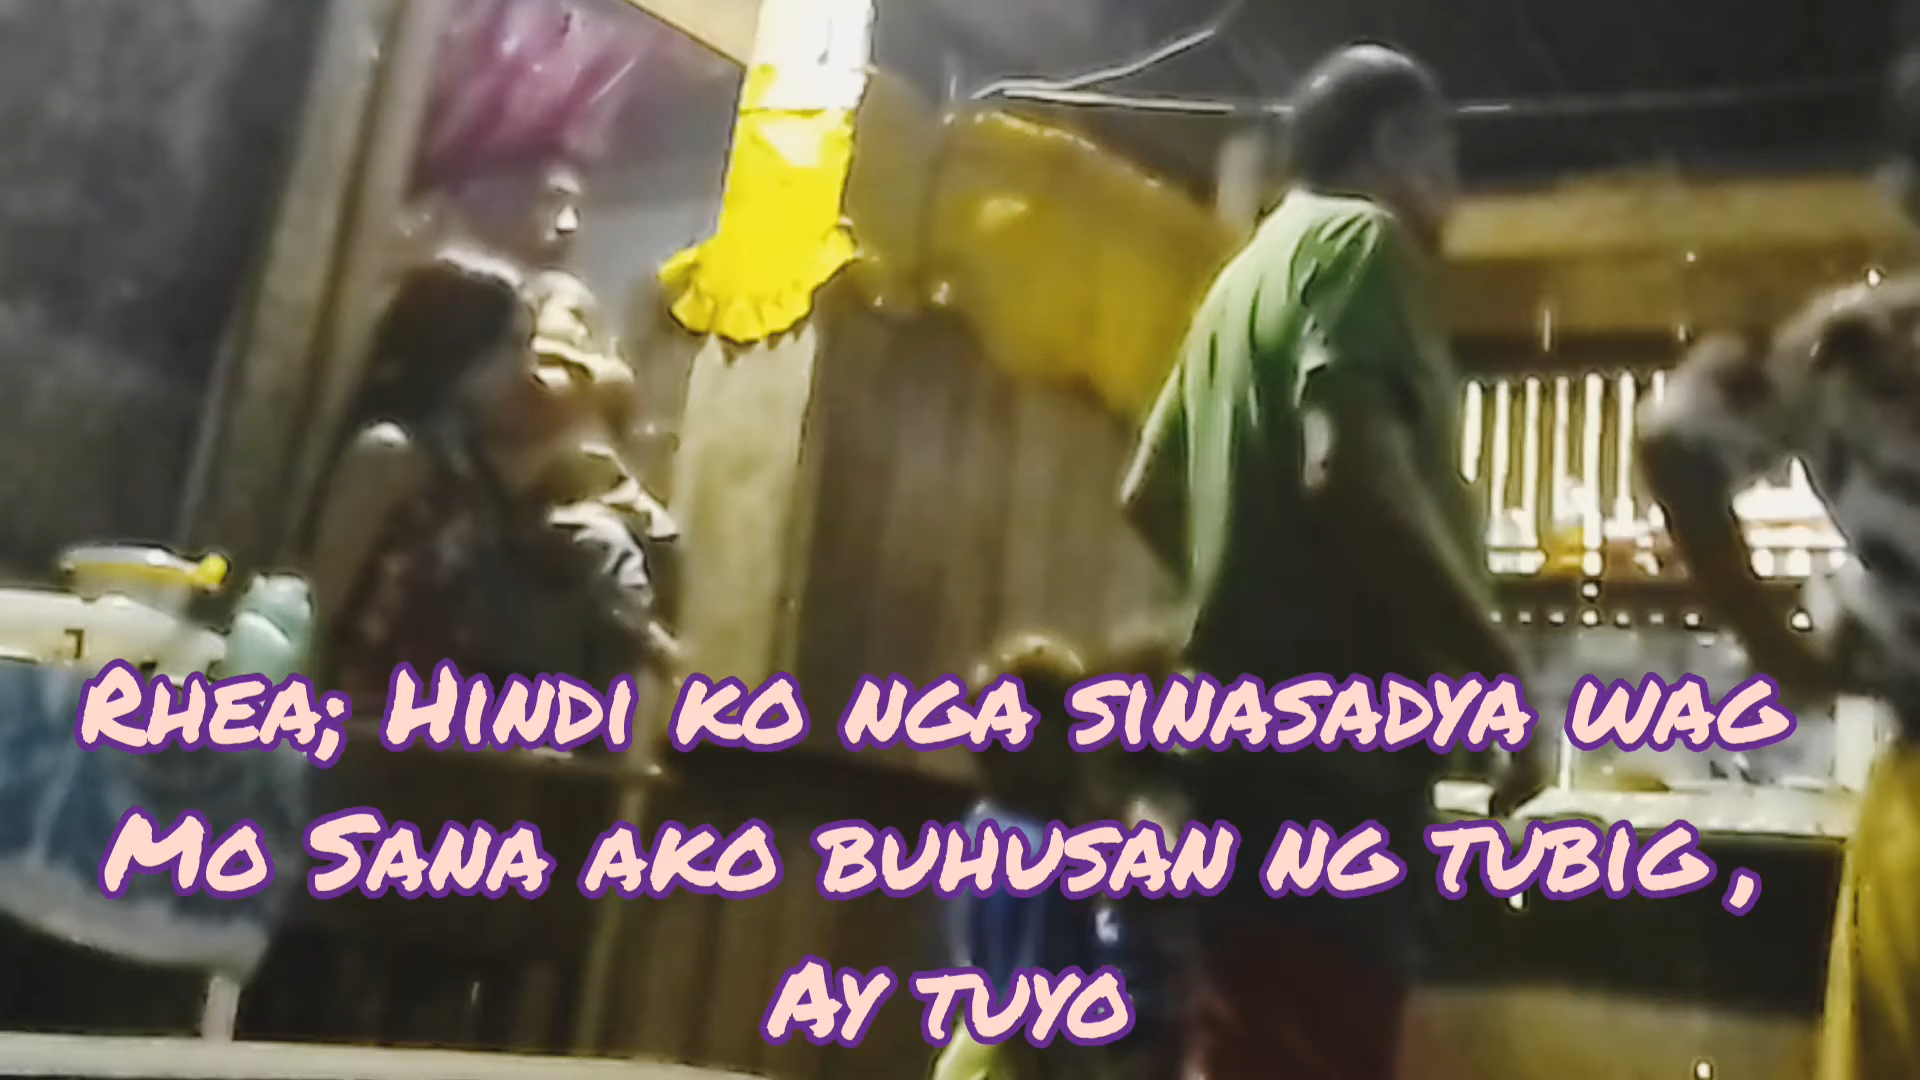 Rhea; Hindi ko nga sinasadya wag
Mo Sana ako buhusan ng tubig ,
Ay tuyo